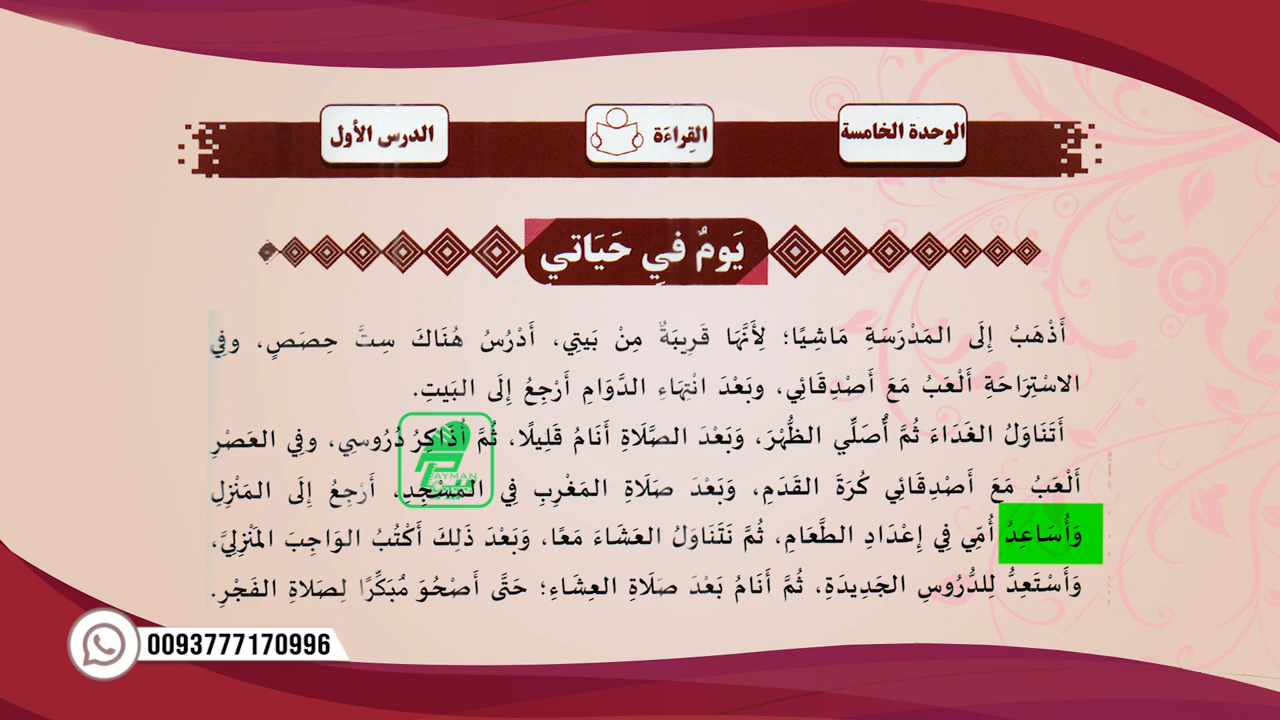 الوحدة الخامسة
القِراءَة
الدرس الأول
يَومٌ في حَيَاتي
أَذْهَبُ إِلَى المَدْرَسَةِ مَاشِيًا؛ لِأَنَّهَا قَرِيبَةٌ مِنْ بَيتِي، أَدْرُسُ هُنَاكَ سِتَّ حِصَصٍ، وفِي
الاسْتِرَاحَةِ أَلْعَبُ مَعَ أَصْدِقَائِي، وبَعْدَ انْتِهَاءِ الدَّوَامِ أَرْجِعُ إِلَى البَيتِ.
أَتَنَاوَلُ الغَدَاءَ ثُمَّ أُصَلِّي الظُّهْرَ، وَبَعْدَ الصَّلَاةِ أَنَامُ قَلِيلًا، ثُمَّ أُذَاكِرُ دُرُوسِي، وفِي العَصْرِ
أَلْعَبُ مَعَ أَصْدِقَائِي كُرَةَ القَدَمِ، وَبَعْدَ صَلَاةِ المَغْرِبِ فِي المَسْجِدِ، أَرْجِعُ إِلَى المَنْزِلِ
وَأُسَاعِدُ أُمِّي فِي إِعْدَادِ الطَّعَامِ، ثُمَّ نَتَنَاوَلُ العَشَاءَ مَعًا، وَبَعْدَ ذَلِكَ أَكْتُبُ الوَاجِبَ المَنْزِلِيَّ،
وَأَسْتَعِدُّ لِلدُّرُوسِ الجَدِيدَةِ، ثُمَّ أَنَامُ بَعْدَ صَلَاةِ العِشَاءِ؛ حَتَّى أَصْحُوَ مُبَكِّرًا لِصَلَاةِ الفَجْرِ.
0093777170996